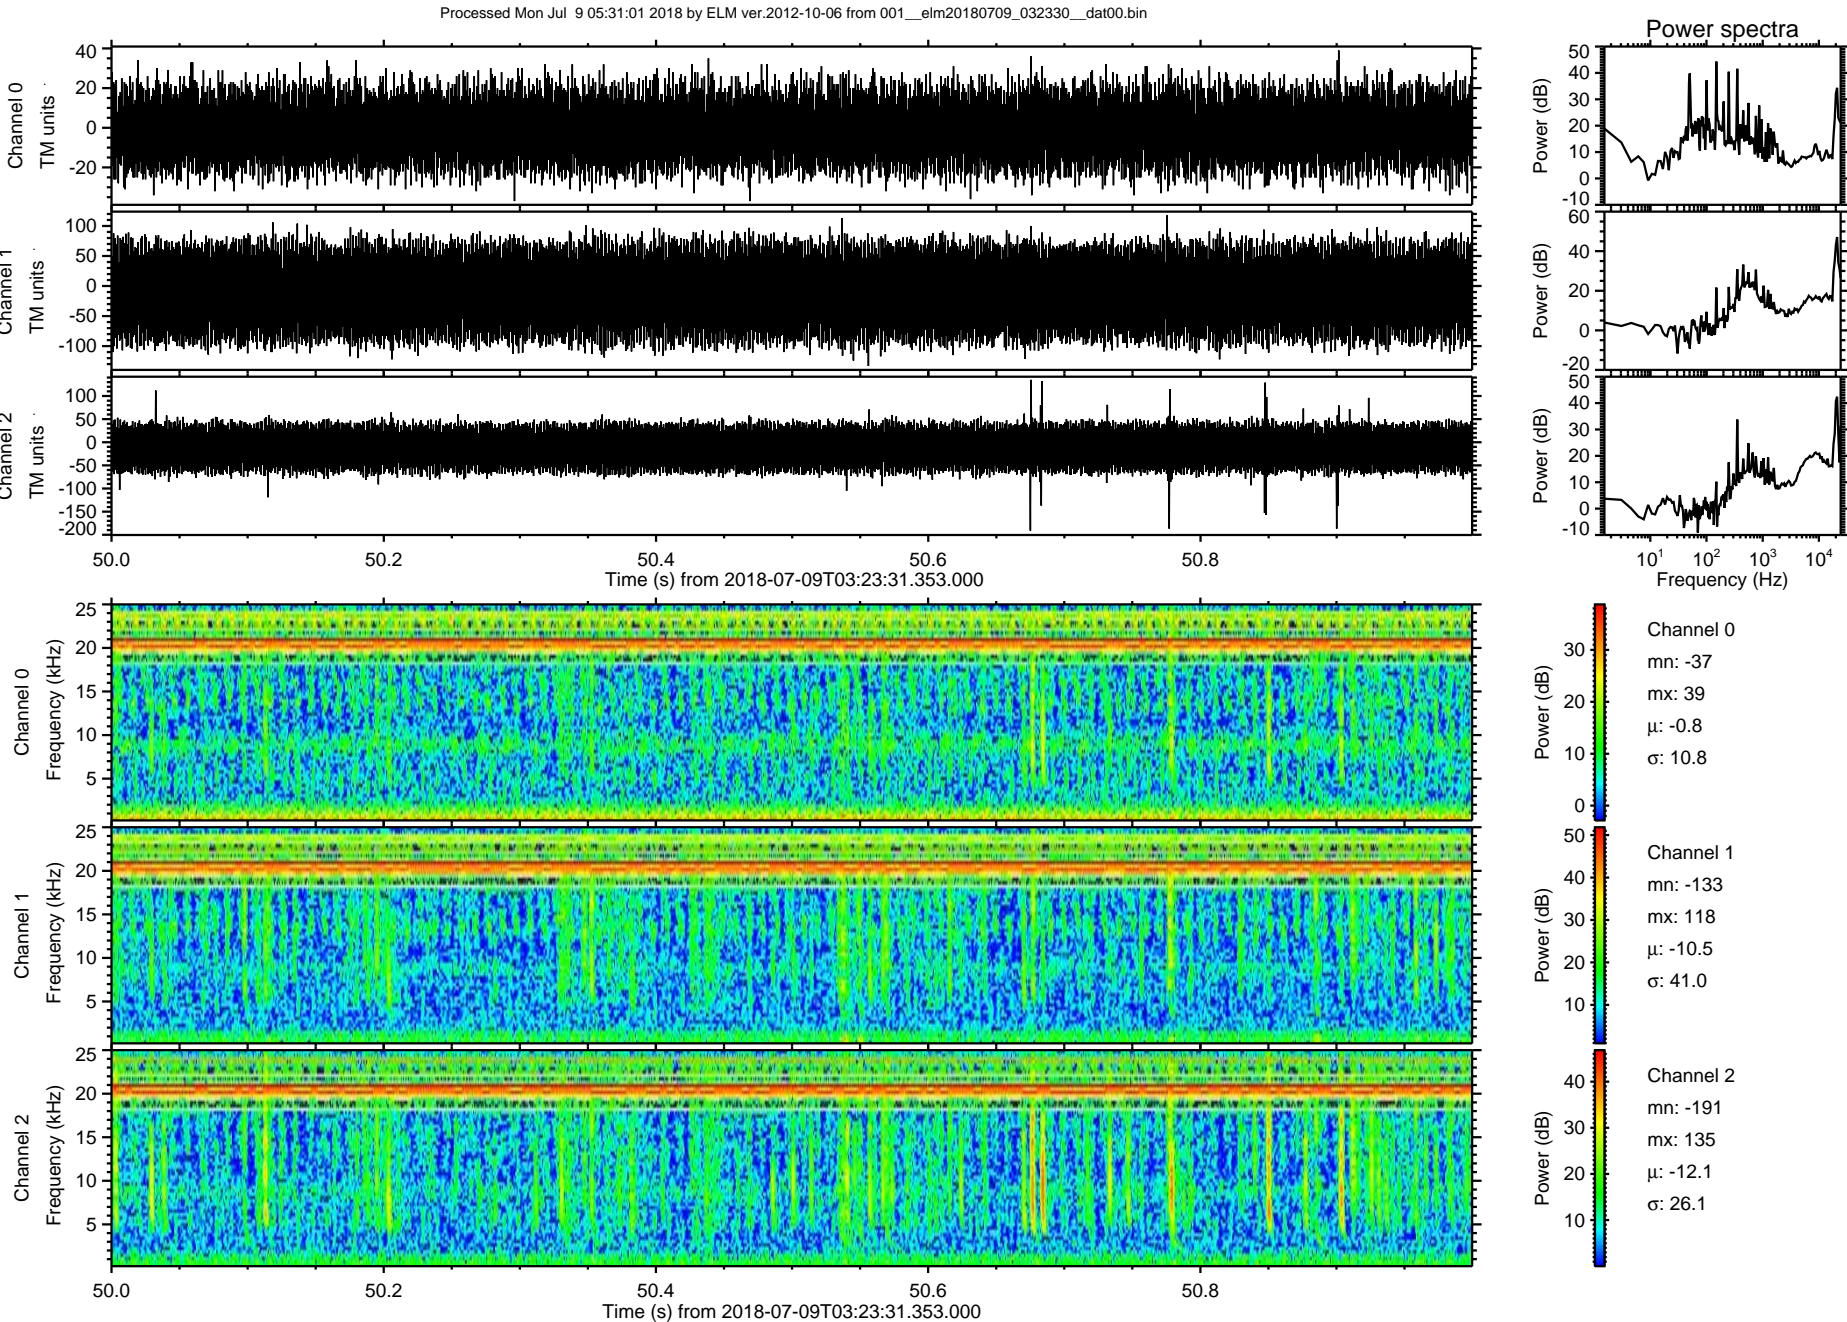 Processed Mon Jul  9 05:31:01 2018 by ELM ver.2012-10-06 from 001__elm20180709_032330__dat00.bin
Power spectra
Channel 0
TM units
40
20
0
-20
Power (dB)
50
40
30
20
10
0
-10
Channel 1
TM units
100
50
0
-50
-100
Power (dB)
60
40
20
0
-20
Channel 2
TM units
100
50
0
-50
-100
-150
-200
Power (dB)
50
40
30
20
10
0
-10
50.0 50.2 50.4 50.6 50.8
Time (s) from 2018-07-09T03:23:31.353.000
10^1 10^2 10^3 10^4
Frequency (Hz)
Channel 0
Frequency (kHz)
25
20
15
10
5
Power (dB)
30
20
10
0
Channel 0
mn: -37
mx: 39
μ: -0.8
σ: 10.8
Channel 1
Frequency (kHz)
25
20
15
10
5
Power (dB)
50
40
30
20
10
Channel 1
mn: -133
mx: 118
μ: -10.5
σ: 41.0
Channel 2
Frequency (kHz)
25
20
15
10
5
Power (dB)
40
30
20
10
Channel 2
mn: -191
mx: 135
μ: -12.1
σ: 26.1
50.0 50.2 50.4 50.6 50.8
Time (s) from 2018-07-09T03:23:31.353.000